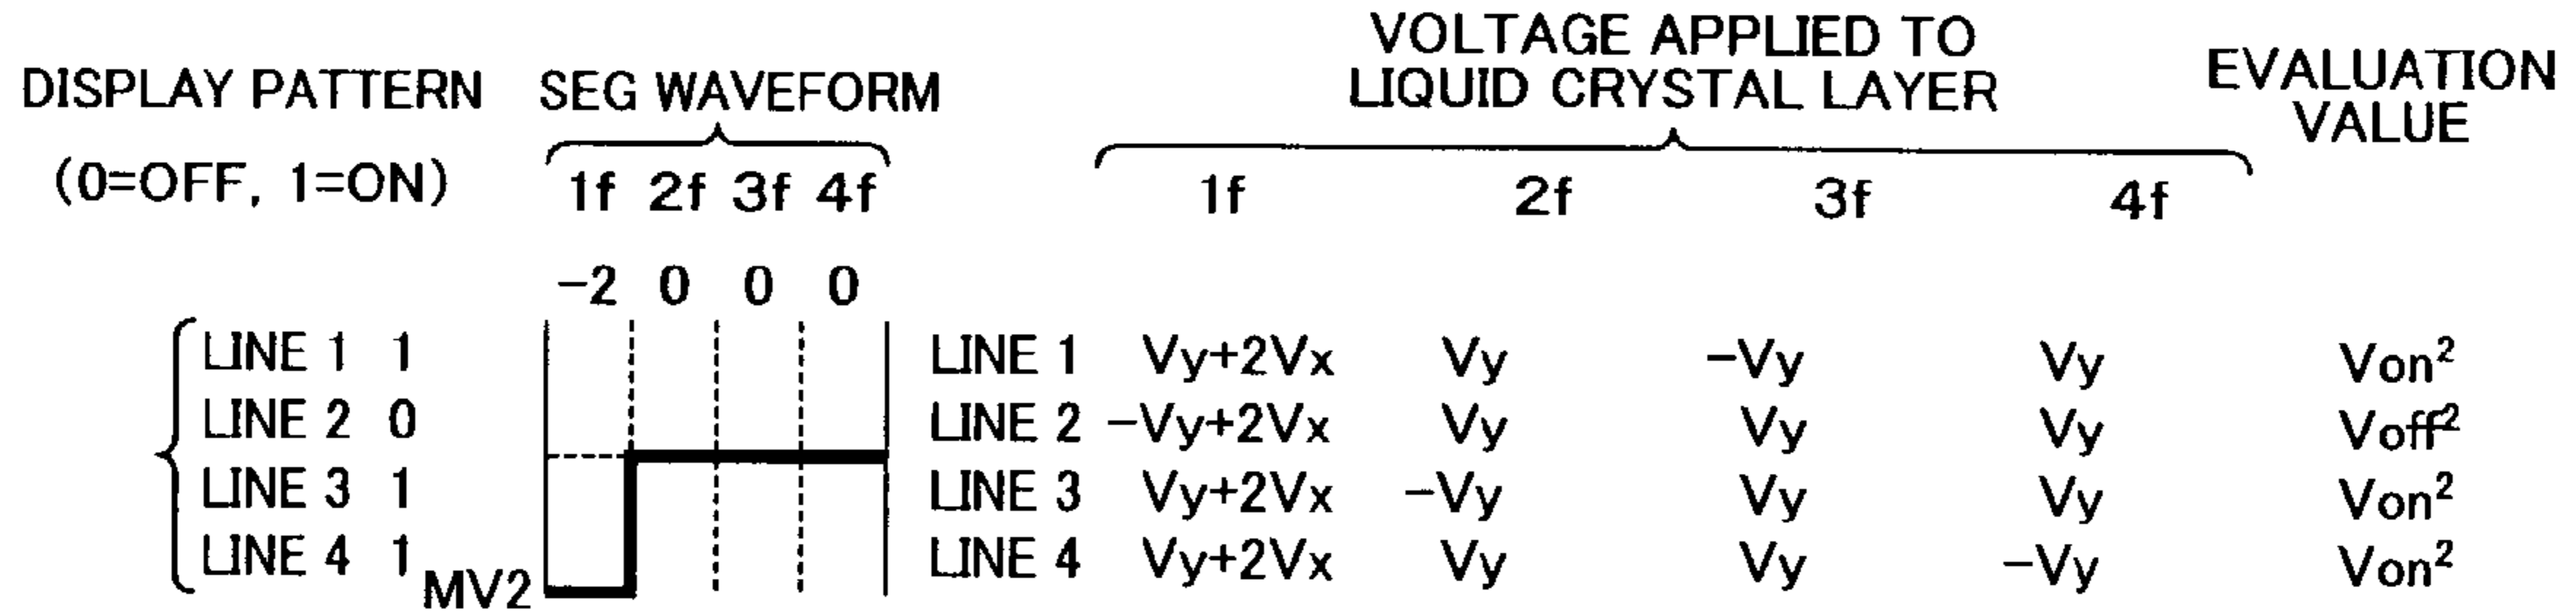 DISPLAY PATTERN
(0=OFF, 1=ON)
SEG WAVEFORM
1f 2f 3f 4f
VOLTAGE APPLIED TO
LIQUID CRYSTAL LAYER
1f 2f 3f 4f
EVALUATION
VALUE
-2 0 0 0
LINE 1 1
LINE 2 0
LINE 3 1
LINE 4 1
MV2
LINE 1 Vy+2Vx Vy -Vy Vy Von²
LINE 2 -Vy+2Vx Vy Vy Vy Voff²
LINE 3 Vy+2Vx -Vy Vy Vy Von²
LINE 4 Vy+2Vx Vy Vy -Vy Von²